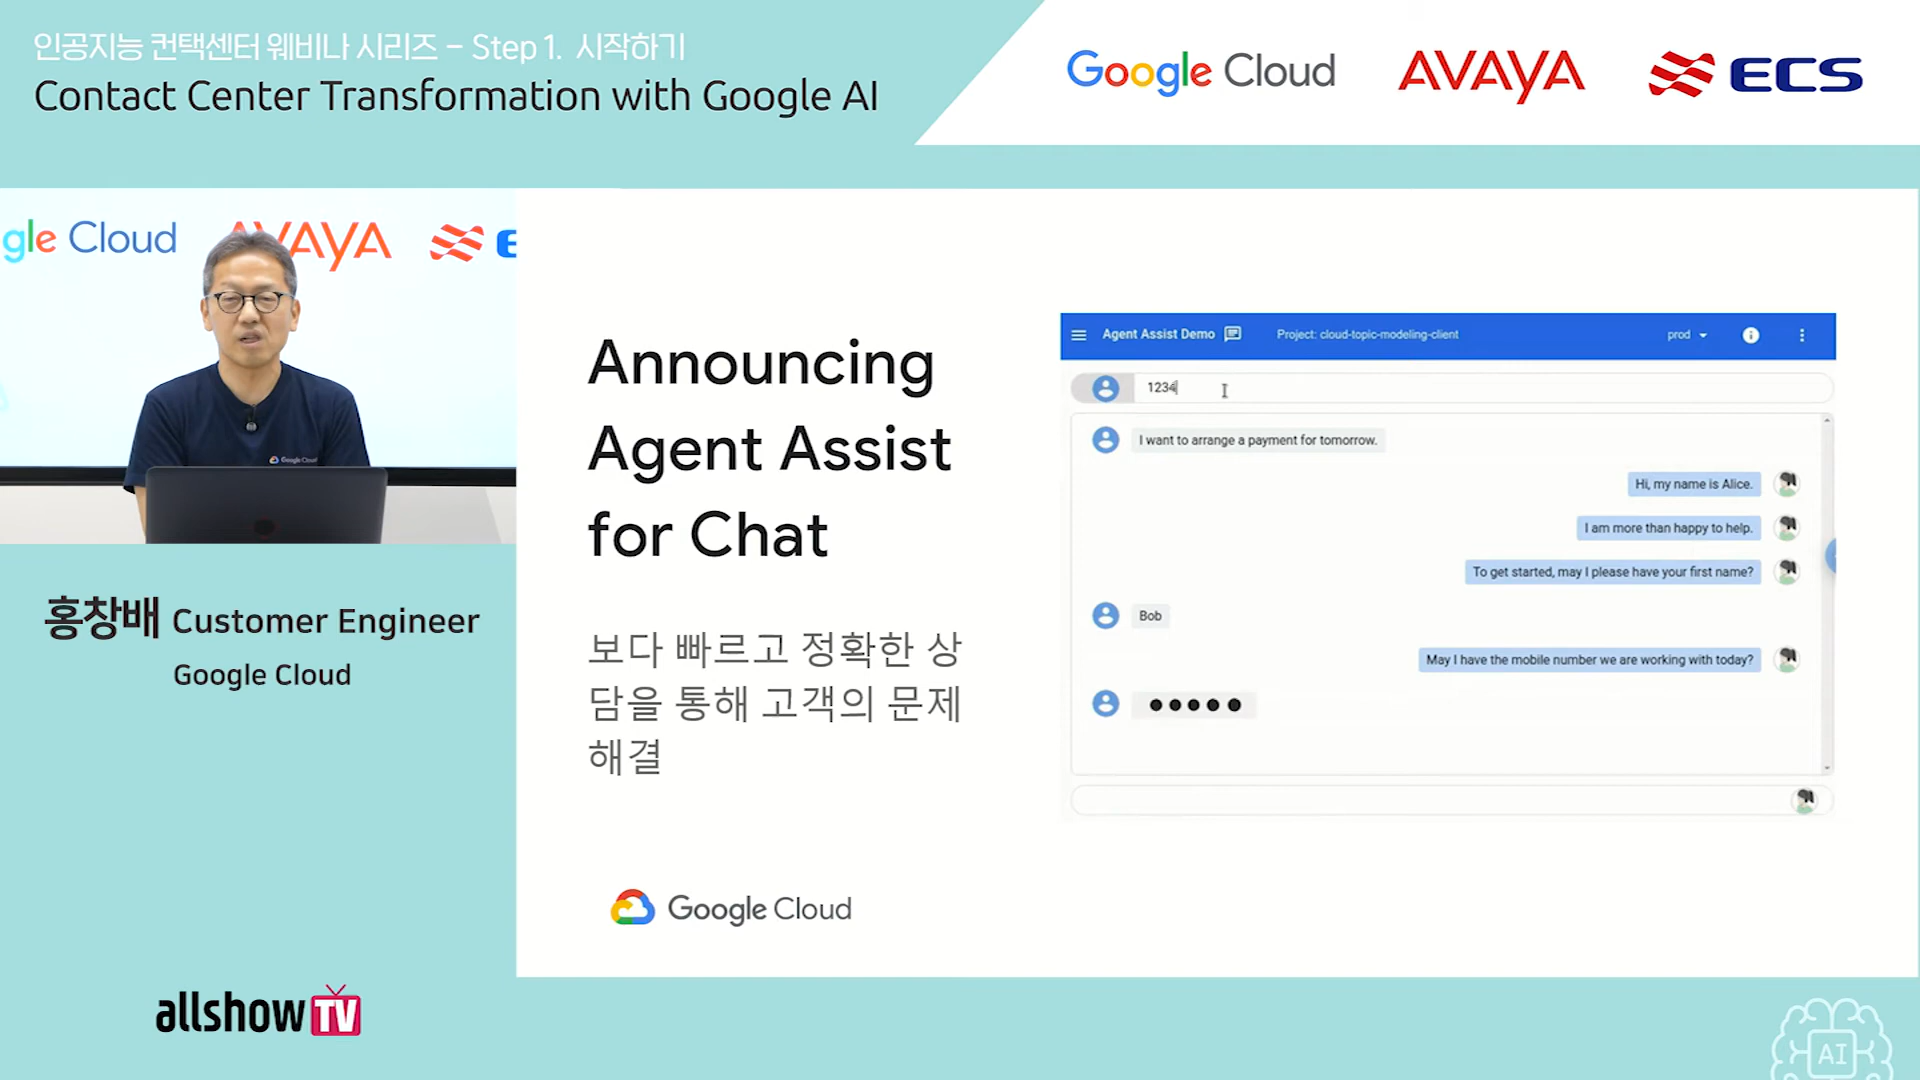 인공지능 컨택센터 웨비나 시리즈 – Step 1. 시작하기
Contact Center Transformation with Google AI
Google Cloud
AVAYA
ECS
gle Cloud
AVAYA
E
Google Cloud
홍창배 Customer Engineer
Google Cloud
allshowTV
Announcing
Agent Assist
for Chat
보다 빠르고 정확한 상
담을 통해 고객의 문제
해결
Google Cloud
Agent Assist Demo
Project: cloud-topic-modeling-client
prod
1234
I want to arrange a payment for tomorrow.
Hi, my name is Alice.
I am more than happy to help.
To get started, may I please have your first name?
Bob
May I have the mobile number we are working with today?
●●●●●
AI